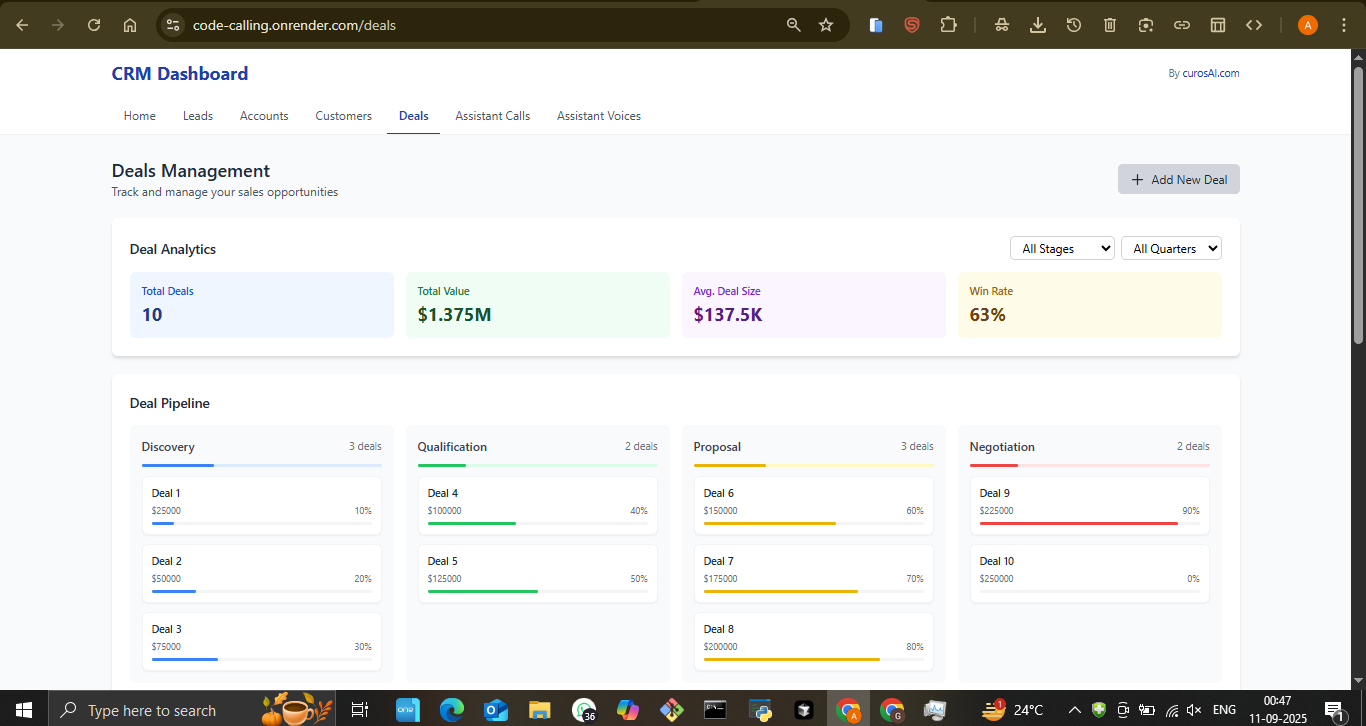 code-calling.onrender.com/deals
A
CRM Dashboard
By curosAI.com
Home Leads Accounts Customers Deals Assistant Calls Assistant Voices
Deals Management
Track and manage your sales opportunities
+ Add New Deal
Deal Analytics
All Stages
All Quarters
Total Deals
10
Total Value
$1.375M
Avg. Deal Size
$137.5K
Win Rate
63%
Deal Pipeline
Discovery 3 deals
Deal 1
$25000 10%
Deal 2
$50000 20%
Deal 3
$75000 30%
Qualification 2 deals
Deal 4
$100000 40%
Deal 5
$125000 50%
Proposal 3 deals
Deal 6
$150000 60%
Deal 7
$175000 70%
Deal 8
$200000 80%
Negotiation 2 deals
Deal 9
$225000 90%
Deal 10
$250000 0%
Type here to search
36
A
G
1
24°C
ENG
00:47
11-09-2025
1